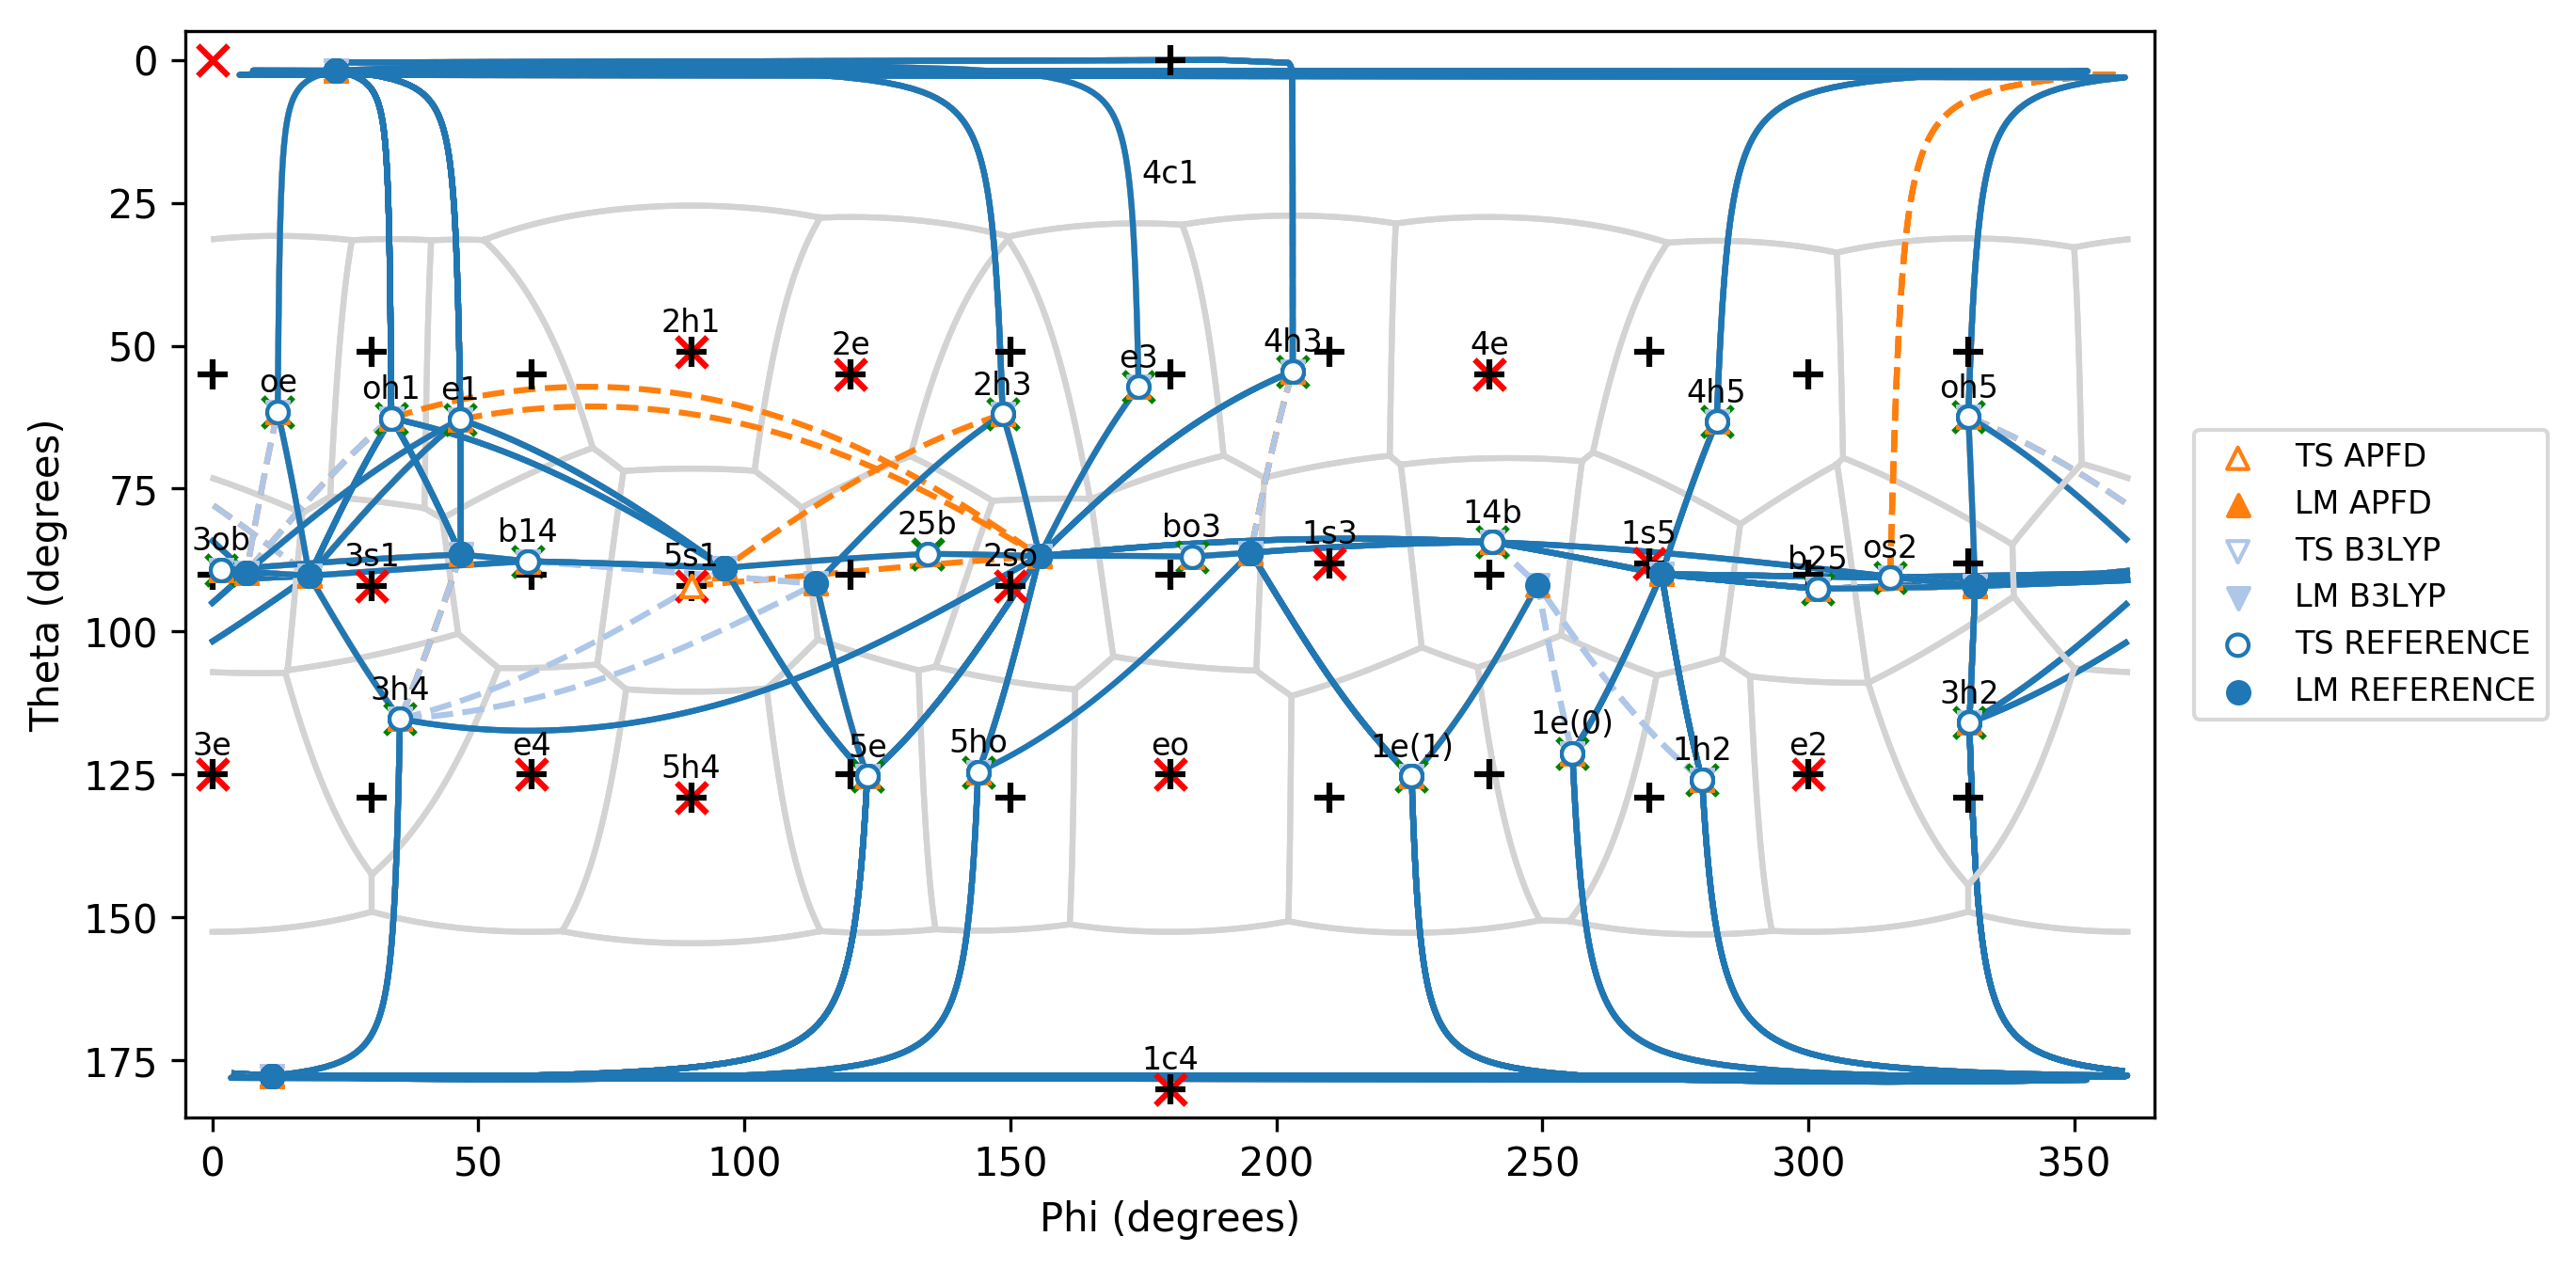 0
25
50
75
100
125
150
175
Theta (degrees)
4c1
2h1
2e
4h3
4e
oe
oh1
e1
2h3
e3
4h5
oh5
3ob
3s1
b14
5s1
25b
2so
bo3
1s3
14b
1s5
b25
os2
3h4
3h2
3e
e4
5h4
5e
5ho
eo
1e(1)
1e(0)
1h2
e2
1c4
0 50 100 150 200 250 300 350
Phi (degrees)
TS APFD
LM APFD
TS B3LYP
LM B3LYP
TS REFERENCE
LM REFERENCE